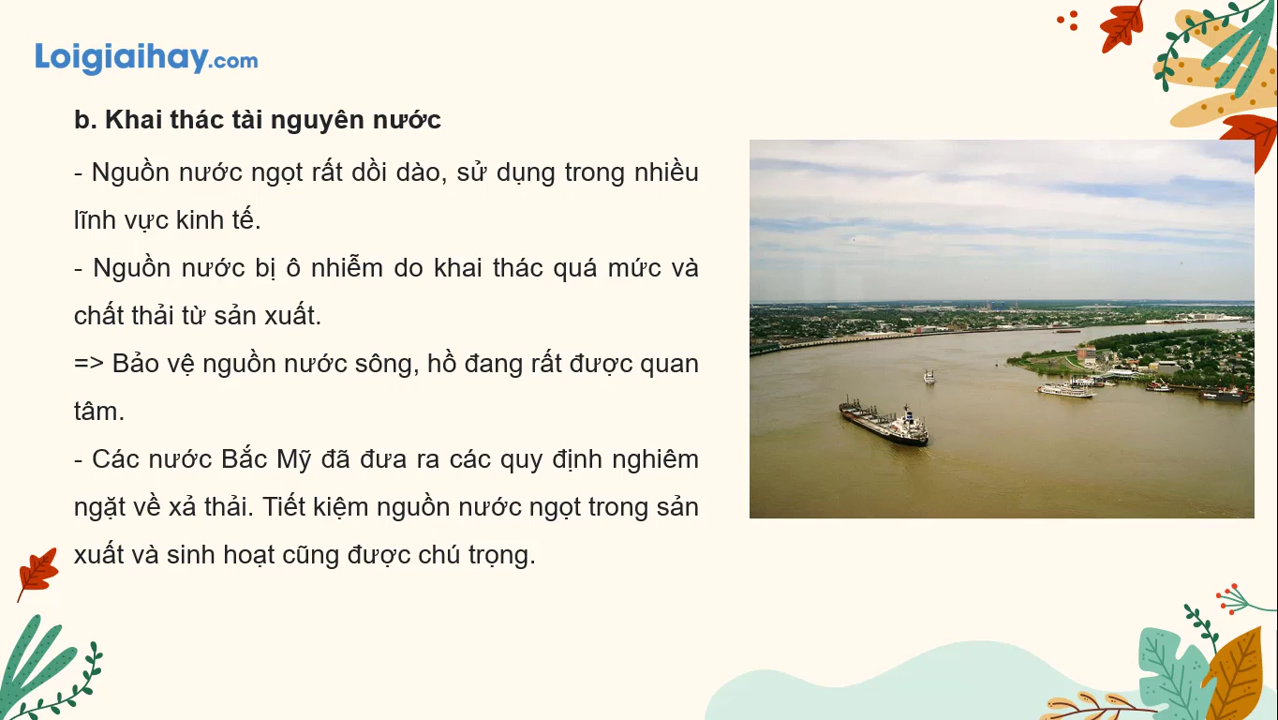 Loigiaihay.com
b. Khai thác tài nguyên nước
- Nguồn nước ngọt rất dồi dào, sử dụng trong nhiều
lĩnh vực kinh tế.
- Nguồn nước bị ô nhiễm do khai thác quá mức và
chất thải từ sản xuất.
=> Bảo vệ nguồn nước sông, hồ đang rất được quan
tâm.
- Các nước Bắc Mỹ đã đưa ra các quy định nghiêm
ngặt về xả thải. Tiết kiệm nguồn nước ngọt trong sản
xuất và sinh hoạt cũng được chú trọng.